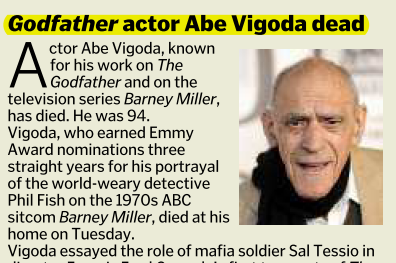 Godfather actor Abe Vigoda dead
Actor Abe Vigoda, known
for his work on The
Godfather and on the
television series Barney Miller,
has died. He was 94.
Vigoda, who earned Emmy
Award nominations three
straight years for his portrayal
of the world-weary detective
Phil Fish on the 1970s ABC
sitcom Barney Miller, died at his
home on Tuesday.
Vigoda essayed the role of mafia soldier Sal Tessio in